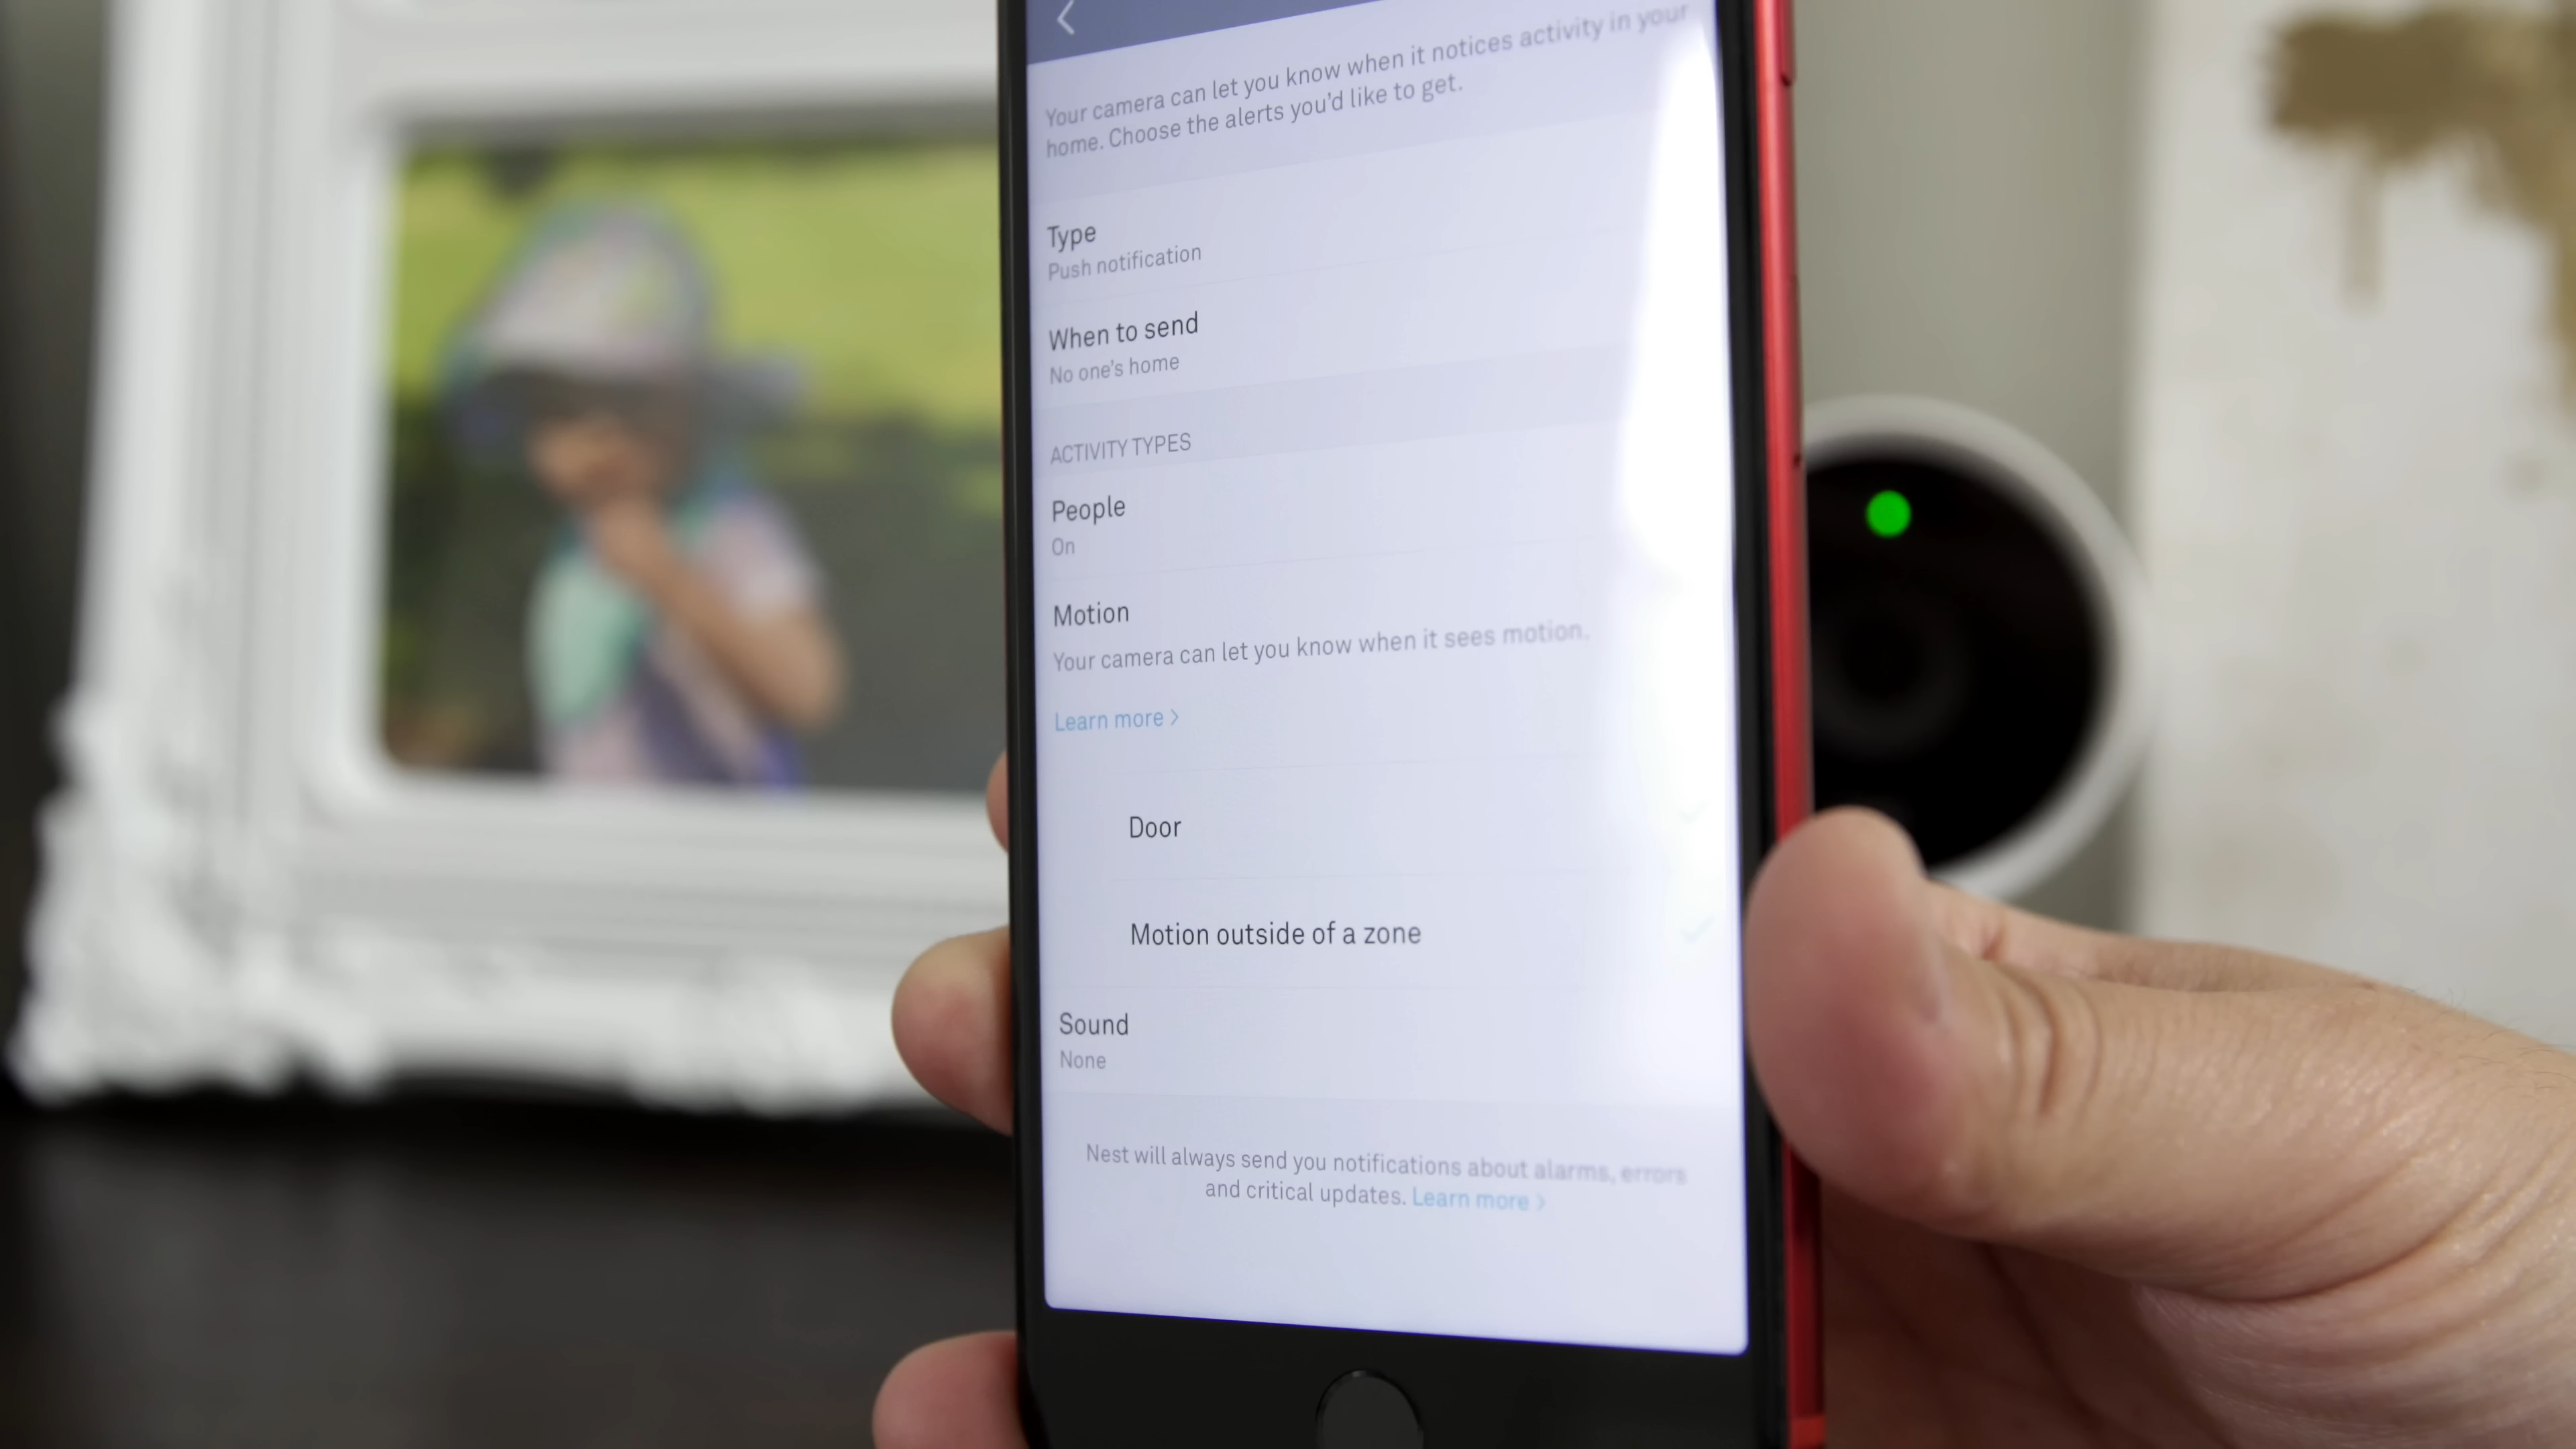 Your camera can let you know when it notices activity in your
home. Choose the alerts you'd like to get.
Type
Push notification
When to send
No one's home
ACTIVITY TYPES
People
On
Motion
Your camera can let you know when it sees motion.
Learn more >
Door
Motion outside of a zone
Sound
None
Nest will always send you notifications about alarms, errors
and critical updates. Learn more >